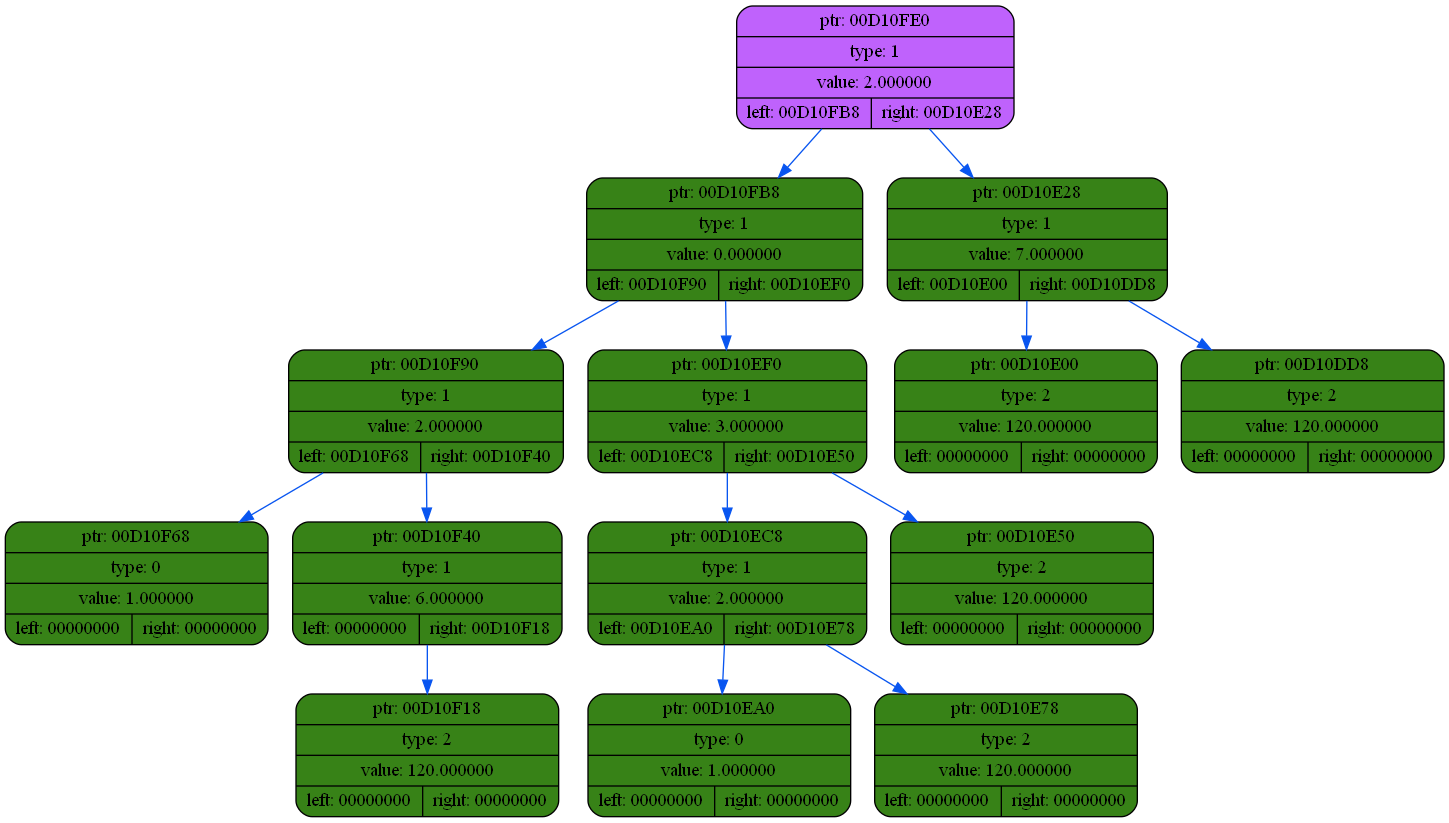 ptr: 00D10FE0
type: 1
value: 2.000000
left: 00D10FB8 right: 00D10E28
ptr: 00D10FB8
type: 1
value: 0.000000
left: 00D10F90 right: 00D10EF0
ptr: 00D10E28
type: 1
value: 7.000000
left: 00D10E00 right: 00D10DD8
ptr: 00D10F90
type: 1
value: 2.000000
left: 00D10F68 right: 00D10F40
ptr: 00D10EF0
type: 1
value: 3.000000
left: 00D10EC8 right: 00D10E50
ptr: 00D10E00
type: 2
value: 120.000000
left: 00000000 right: 00000000
ptr: 00D10DD8
type: 2
value: 120.000000
left: 00000000 right: 00000000
ptr: 00D10F68
type: 0
value: 1.000000
left: 00000000 right: 00000000
ptr: 00D10F40
type: 1
value: 6.000000
left: 00000000 right: 00D10F18
ptr: 00D10EC8
type: 1
value: 2.000000
left: 00D10EA0 right: 00D10E78
ptr: 00D10E50
type: 2
value: 120.000000
left: 00000000 right: 00000000
ptr: 00D10F18
type: 2
value: 120.000000
left: 00000000 right: 00000000
ptr: 00D10EA0
type: 0
value: 1.000000
left: 00000000 right: 00000000
ptr: 00D10E78
type: 2
value: 120.000000
left: 00000000 right: 00000000